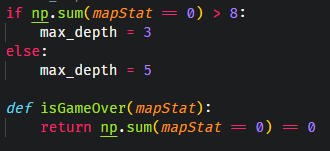 if np.sum(mapStat == 0) > 8:
    max_depth = 3
else:
    max_depth = 5
def isGameOver(mapStat):
    return np.sum(mapStat == 0) == 0